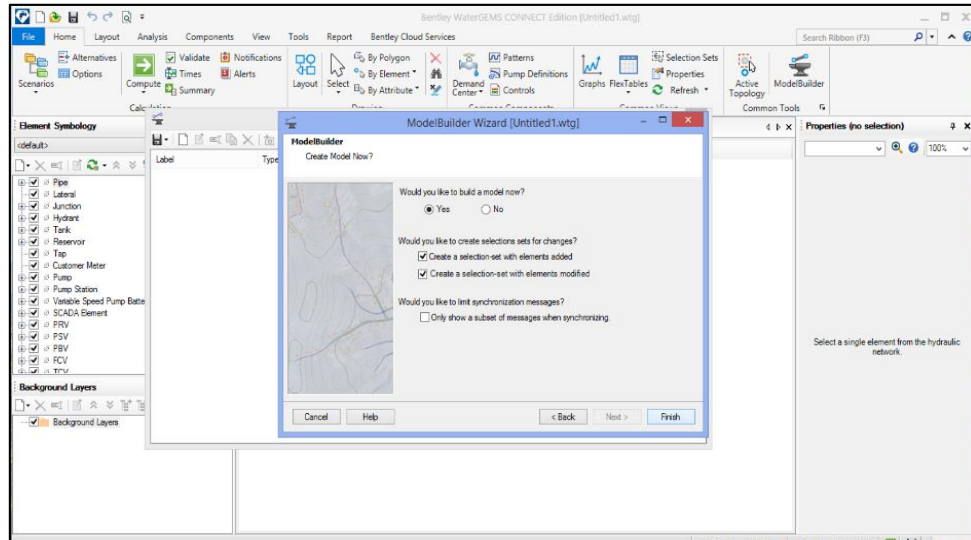 Bentley WaterGEMS CONNECT Edition [Untitled1.wtg]
File Home Layout Analysis Components View Tools Report Bentley Cloud Services
Search Ribbon (F3)
Scenarios
Alternatives
Options
Compute
Validate
Times
Summary
Notifications
Alerts
Layout
Select
By Polygon
By Element
By Attribute
Demand Center
Patterns
Pump Definitions
Controls
Graphs
FlexTables
Selection Sets
Properties
Refresh
Active Topology
ModelBuilder
Common Tools
Element Symbology
<default>
Pipe
Lateral
Junction
Hydrant
Tank
Reservoir
Tap
Customer Meter
Pump
Pump Station
Variable Speed Pump Batte
SCADA Element
PRV
PSV
PBV
FCV
TCV
Background Layers
Background Layers
Label
Type
ModelBuilder Wizard [Untitled1.wtg]
ModelBuilder
Create Model Now?
Would you like to build a model now?
Yes No
Would you like to create selections sets for changes?
Create a selection-set with elements added
Create a selection-set with elements modified
Would you like to limit synchronization messages?
Only show a subset of messages when synchronizing.
Cancel Help < Back Next > Finish
Properties (no selection)
100%
Select a single element from the hydraulic
network.